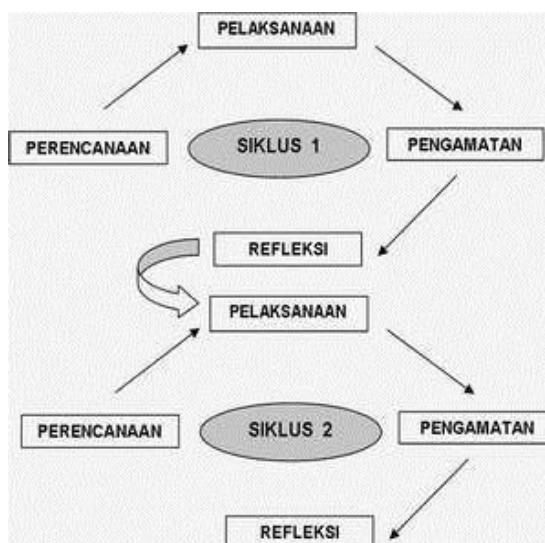 PELAKSANAAN
PERENCANAAN
SIKLUS 1
PENGAMATAN
REFLEKSI
PELAKSANAAN
PERENCANAAN
SIKLUS 2
PENGAMATAN
REFLEKSI